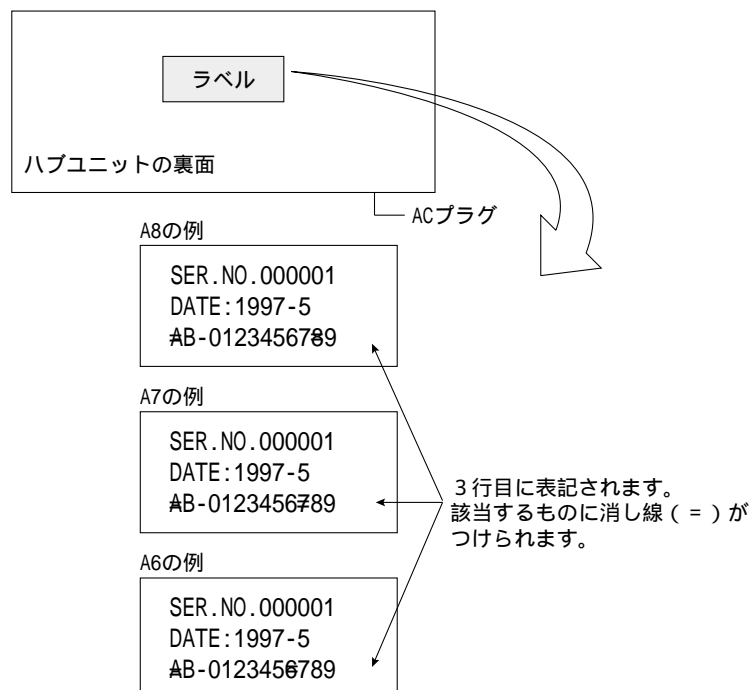 ラベル
ハブユニットの裏面
ACプラグ
A8の例
SER.NO.000001
DATE:1997-5
AB-0123456789
A7の例
SER.NO.000001
DATE:1997-5
AB-0123456789
3行目に表記されます。
該当するものに消し線(=)が
つけられます。
A6の例
SER.NO.000001
DATE:1997-5
AB-0123456789